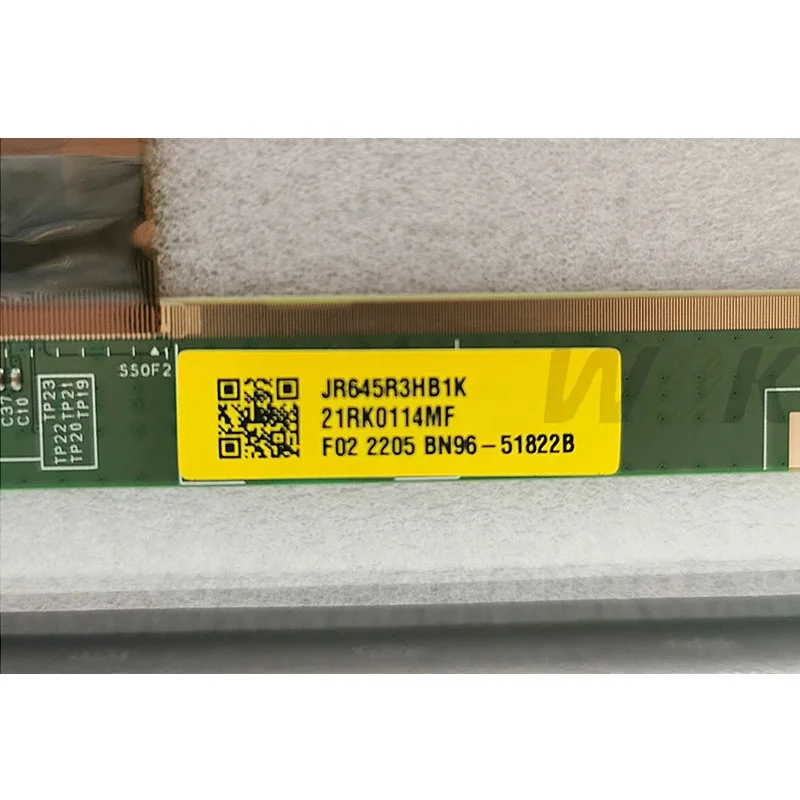 JR645R3HB1K
21RK0114MF
F02 2205 BN96-51822B
SSOF2
C37
C10
TP22 TP23
TP20 TP21
TP19
W@K